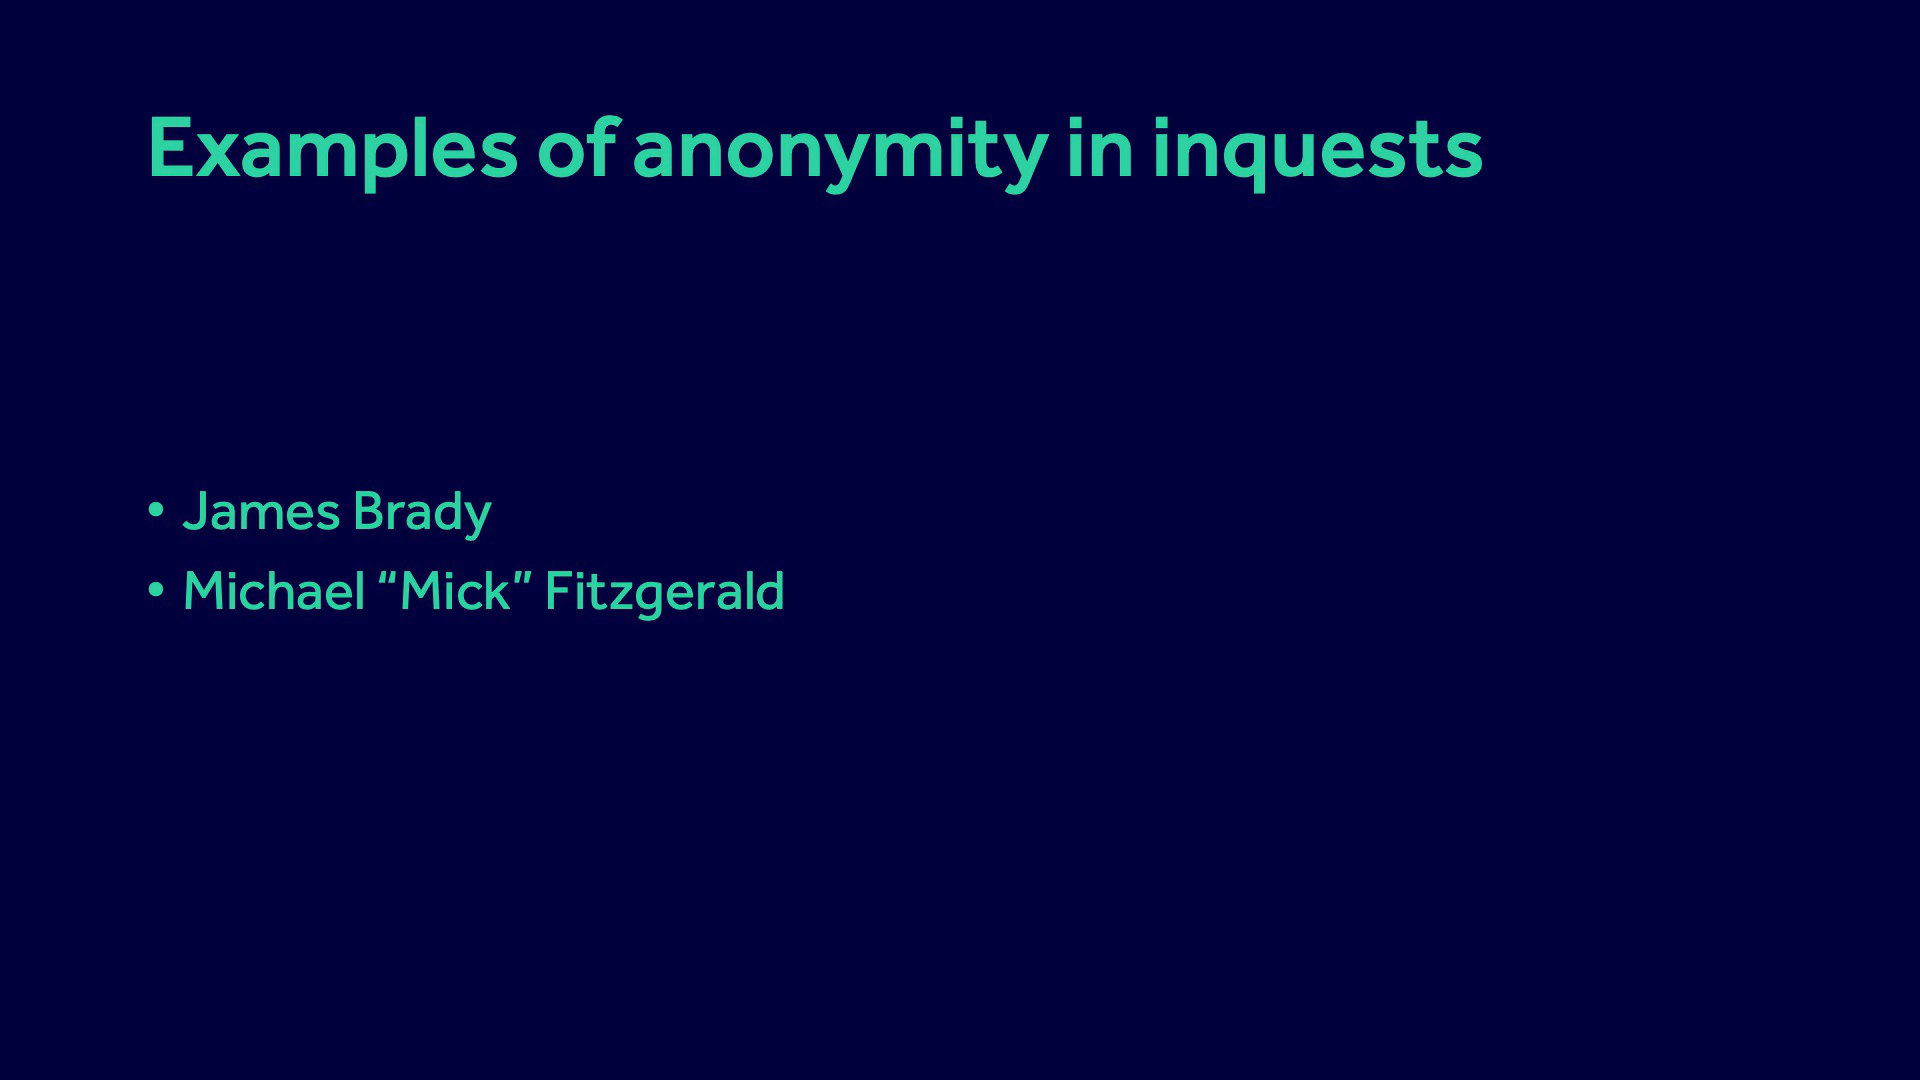 Examples of anonymity in inquests
• James Brady
• Michael “Mick” Fitzgerald